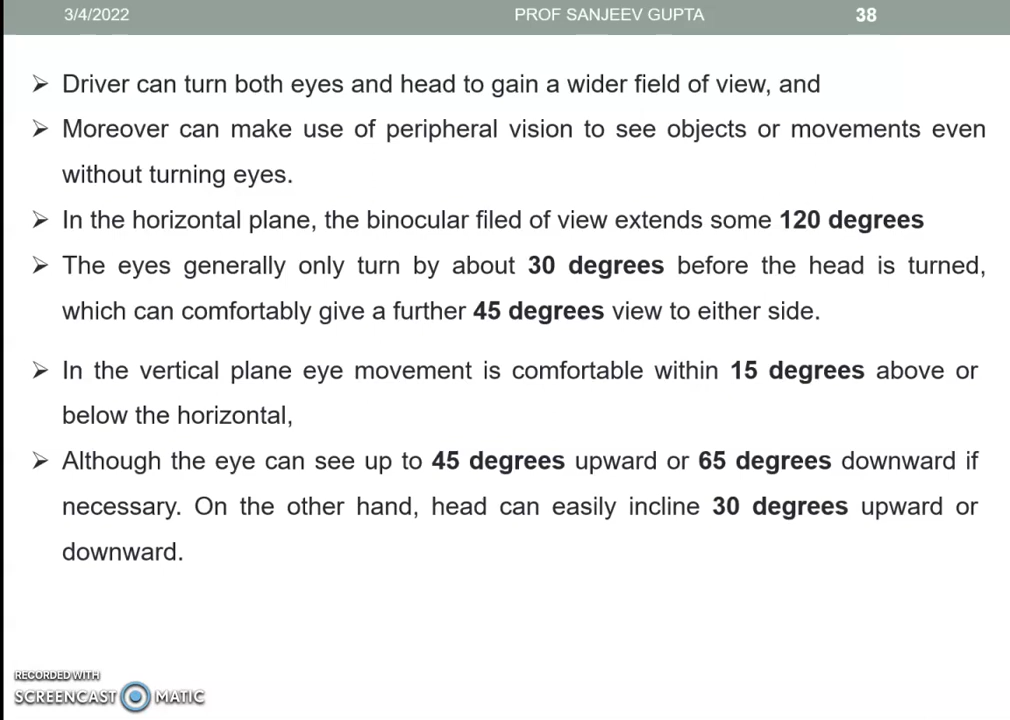 3/4/2022 PROF SANJEEV GUPTA 38
➢ Driver can turn both eyes and head to gain a wider field of view, and
➢ Moreover can make use of peripheral vision to see objects or movements even
without turning eyes.
➢ In the horizontal plane, the binocular filed of view extends some 120 degrees
➢ The eyes generally only turn by about 30 degrees before the head is turned,
which can comfortably give a further 45 degrees view to either side.
➢ In the vertical plane eye movement is comfortable within 15 degrees above or
below the horizontal,
➢ Although the eye can see up to 45 degrees upward or 65 degrees downward if
necessary. On the other hand, head can easily incline 30 degrees upward or
downward.
RECORDED WITH
SCREENCAST MATIC